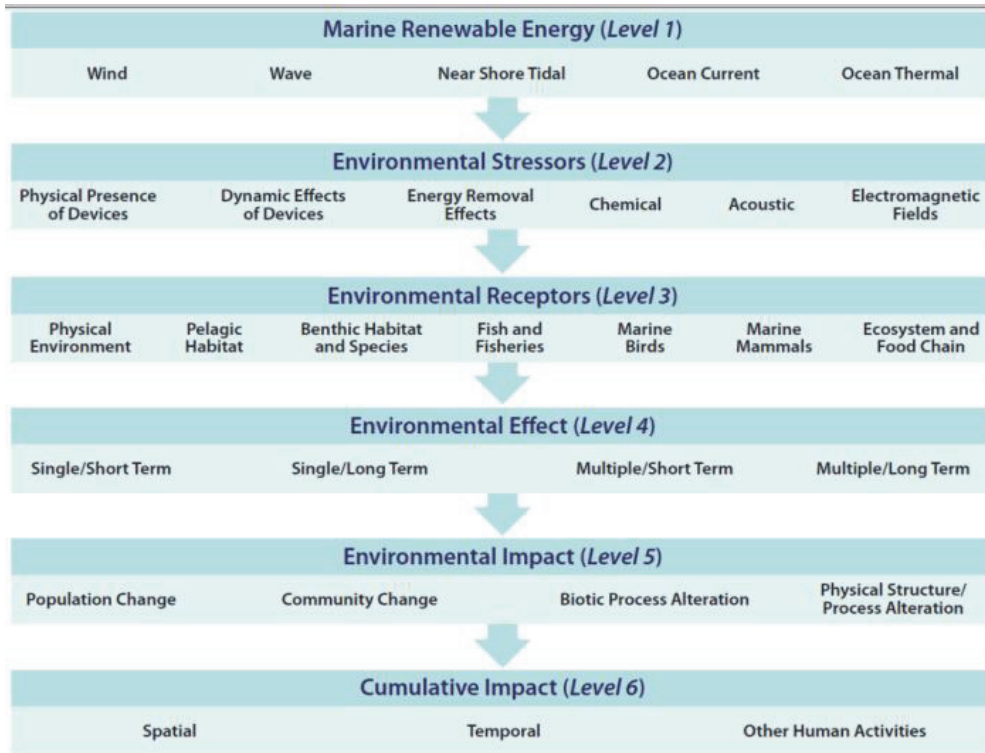 Marine Renewable Energy (Level 1)
Wind Wave Near Shore Tidal Ocean Current Ocean Thermal
Environmental Stressors (Level 2)
Physical Presence of Devices Dynamic Effects of Devices Energy Removal Effects Chemical Acoustic Electromagnetic Fields
Environmental Receptors (Level 3)
Physical Environment Pelagic Habitat Benthic Habitat and Species Fish and Fisheries Marine Birds Marine Mammals Ecosystem and Food Chain
Environmental Effect (Level 4)
Single/Short Term Single/Long Term Multiple/Short Term Multiple/Long Term
Environmental Impact (Level 5)
Population Change Community Change Biotic Process Alteration Physical Structure/ Process Alteration
Cumulative Impact (Level 6)
Spatial Temporal Other Human Activities